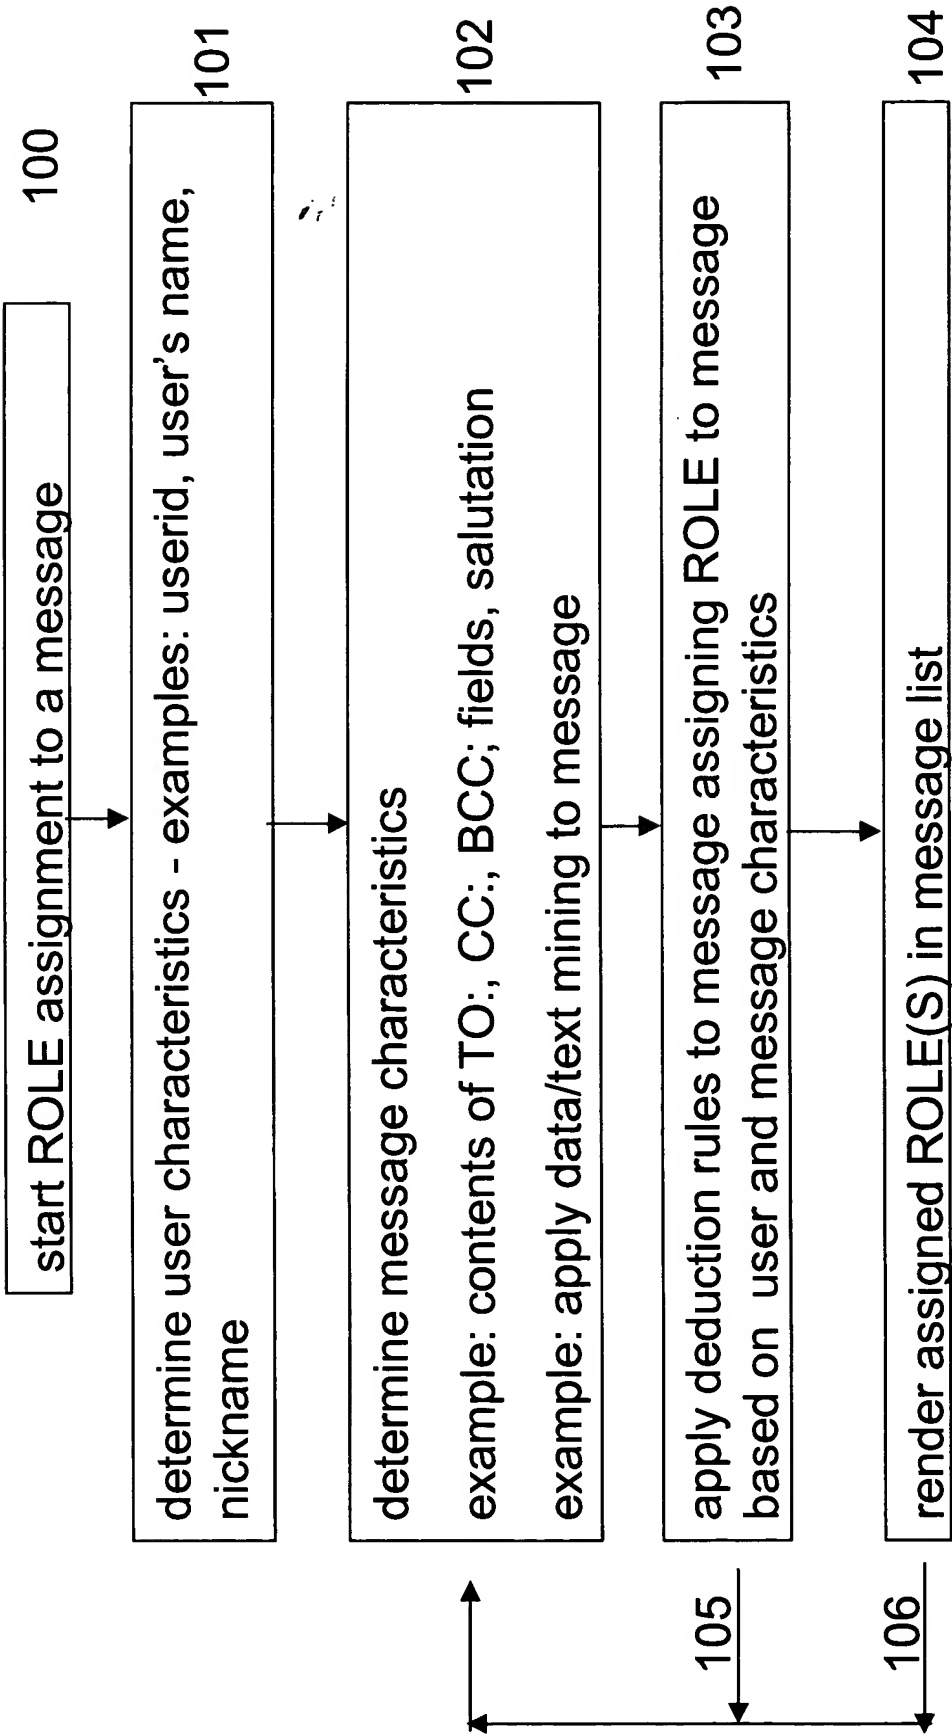 start ROLE assignment to a message
100
determine user characteristics - examples: userid, user's name,
nickname
101
determine message characteristics
example: contents of TO:, CC:, BCC; fields, salutation
example: apply data/text mining to message
102
apply deduction rules to message assigning ROLE to message
based on user and message characteristics
103
105
render assigned ROLE(S) in message list
104
106